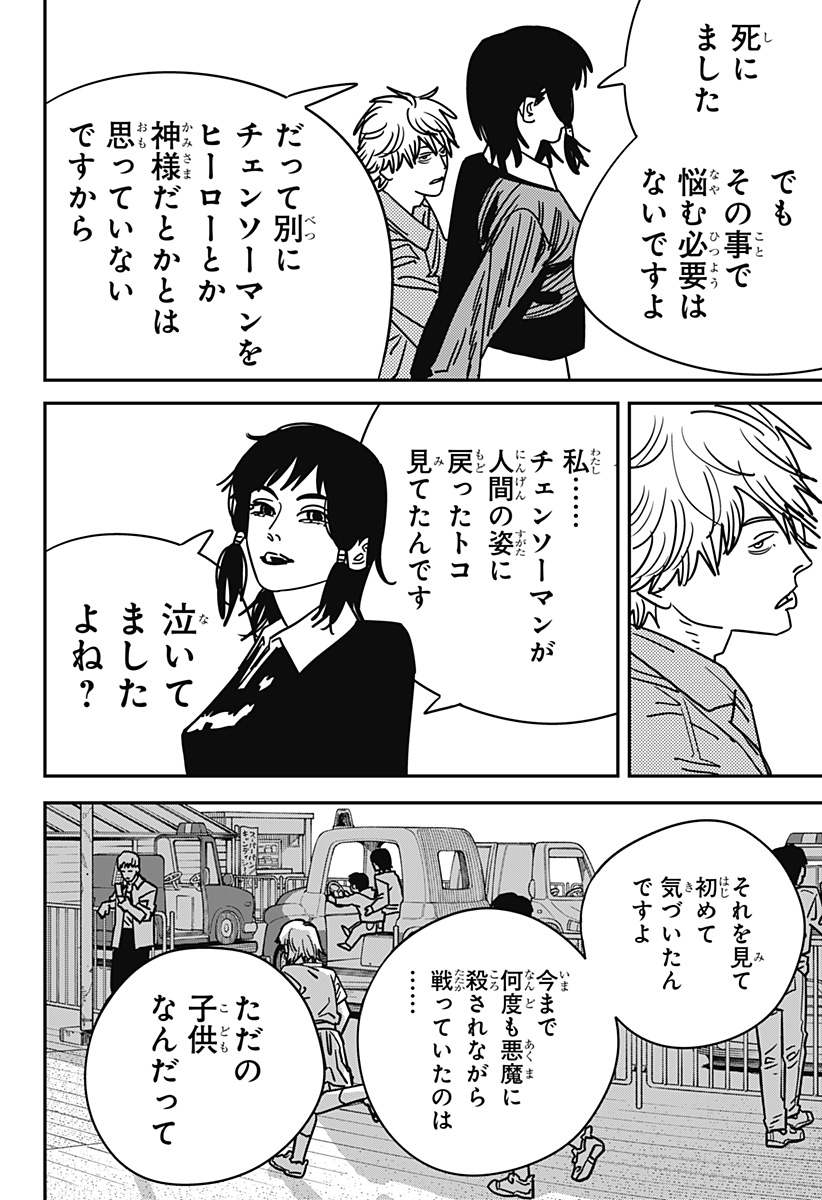 死に
ました
でも
その事で
悩む必要は
ないですよ
だって別に
チェンソーマンを
ヒーローとか
神様だとかとは
思っていない
ですから
私……
チェンソーマンが
人間の姿に
戻ったトコ
見てたんです
泣いて
ました
よね?
それを見て
初めて
気づいたん
ですよ
今まで
何度も悪魔に
殺されながら
戦っていたのは
……
ただの
子供
なんだって